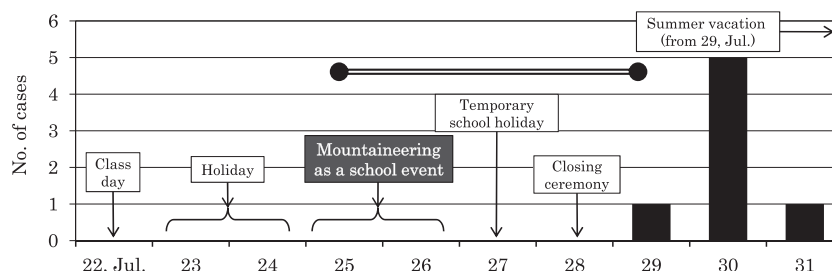 No. of cases
6
5
4
3
2
1
0
Summer vacation
(from 29, Jul.)
Temporary
school holiday
Mountaineering
as a school event
Class
day
Holiday
Closing
ceremony
22, Jul. 23 24 25 26 27 28 29 30 31